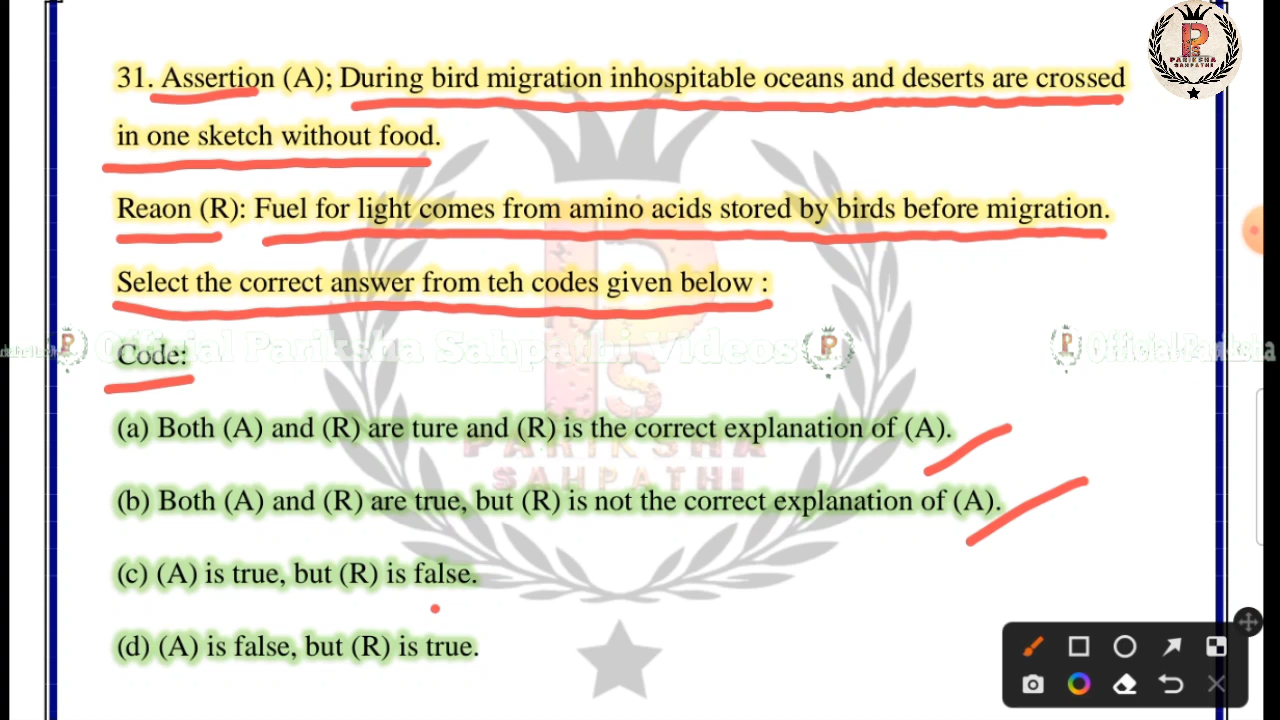 PARIKSHA
SAHPATHI
31. Assertion (A); During bird migration inhospitable oceans and deserts are crossed
in one sketch without food.
Reaon (R): Fuel for light comes from amino acids stored by birds before migration.
Select the correct answer from teh codes given below :
Official Pariksha Sahpathi Videos
Code:
(a) Both (A) and (R) are ture and (R) is the correct explanation of (A).
PARIKSHA
SAHPATHI
(b) Both (A) and (R) are true, but (R) is not the correct explanation of (A).
(c) (A) is true, but (R) is false.
(d) (A) is false, but (R) is true.